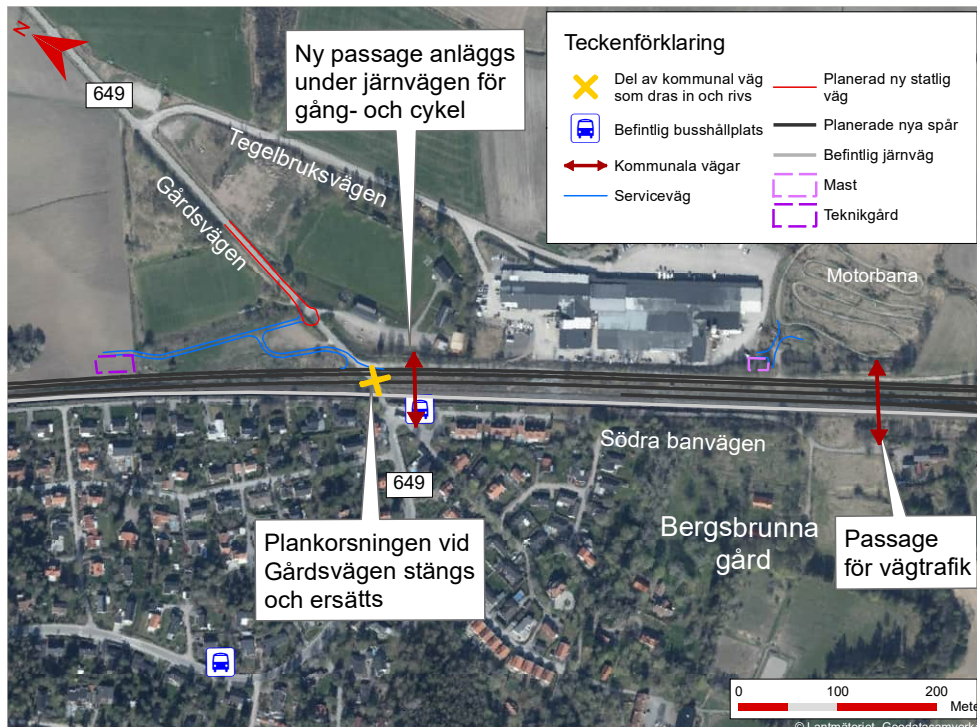 N
649
Ny passage anläggs
under järnvägen för
gång- och cykel
Teckenförklaring
Del av kommunal väg
som dras in och rivs
Befintlig busshållplats
Kommunala vägar
Serviceväg
Planerad ny statlig
väg
Planerade nya spår
Befintlig järnväg
Mast
Teknikgård
Tegelbruksvägen
Gårdsvägen
Motorbana
Södra banvägen
649
Bergsbrunna
gård
Plankorsningen vid
Gårdsvägen stängs
och ersätts
Passage
för vägtrafik
0 100 200
Mete
© Lantmäteriet, Geodatasamverk